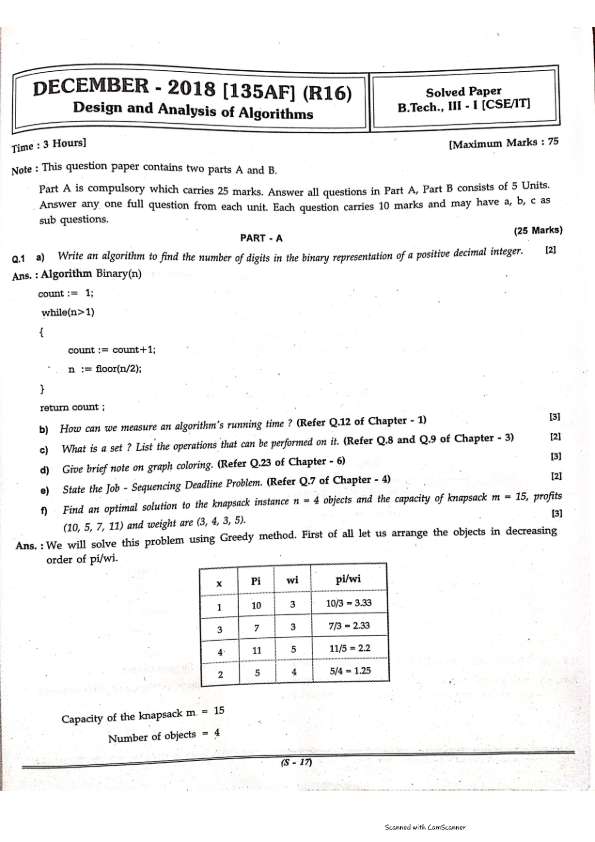 DECEMBER - 2018 [135AF] (R16)
Design and Analysis of Algorithms
Solved Paper
B.Tech., III - I [CSE/IT]
Time : 3 Hours]
[Maximum Marks : 75
Note : This question paper contains two parts A and B.
Part A is compulsory which carries 25 marks. Answer all questions in Part A, Part B consists of 5 Units.
Answer any one full question from each unit. Each question carries 10 marks and may have a, b, c as
sub questions.
PART - A
(25 Marks)
Q.1 a) Write an algorithm to find the number of digits in the binary representation of a positive decimal integer. [2]
Ans. : Algorithm Binary(n)
count := 1;
while(n>1)
{
count := count+1;
n := floor(n/2);
}
return count ;
b) How can we measure an algorithm's running time ? (Refer Q.12 of Chapter - 1) [3]
c) What is a set ? List the operations that can be performed on it. (Refer Q.8 and Q.9 of Chapter - 3) [2]
d) Give brief note on graph coloring. (Refer Q.23 of Chapter - 6) [3]
e) State the Job - Sequencing Deadline Problem. (Refer Q.7 of Chapter - 4) [2]
f) Find an optimal solution to the knapsack instance n = 4 objects and the capacity of knapsack m = 15, profits
(10, 5, 7, 11) and weight are (3, 4, 3, 5). [3]
Ans. : We will solve this problem using Greedy method. First of all let us arrange the objects in decreasing
order of pi/wi.
x Pi wi pi/wi
1 10 3 10/3 = 3.33
3 7 3 7/3 = 2.33
4 11 5 11/5 = 2.2
2 5 4 5/4 = 1.25
Capacity of the knapsack m = 15
Number of objects = 4
(S - 17)
Scanned with CamScanner